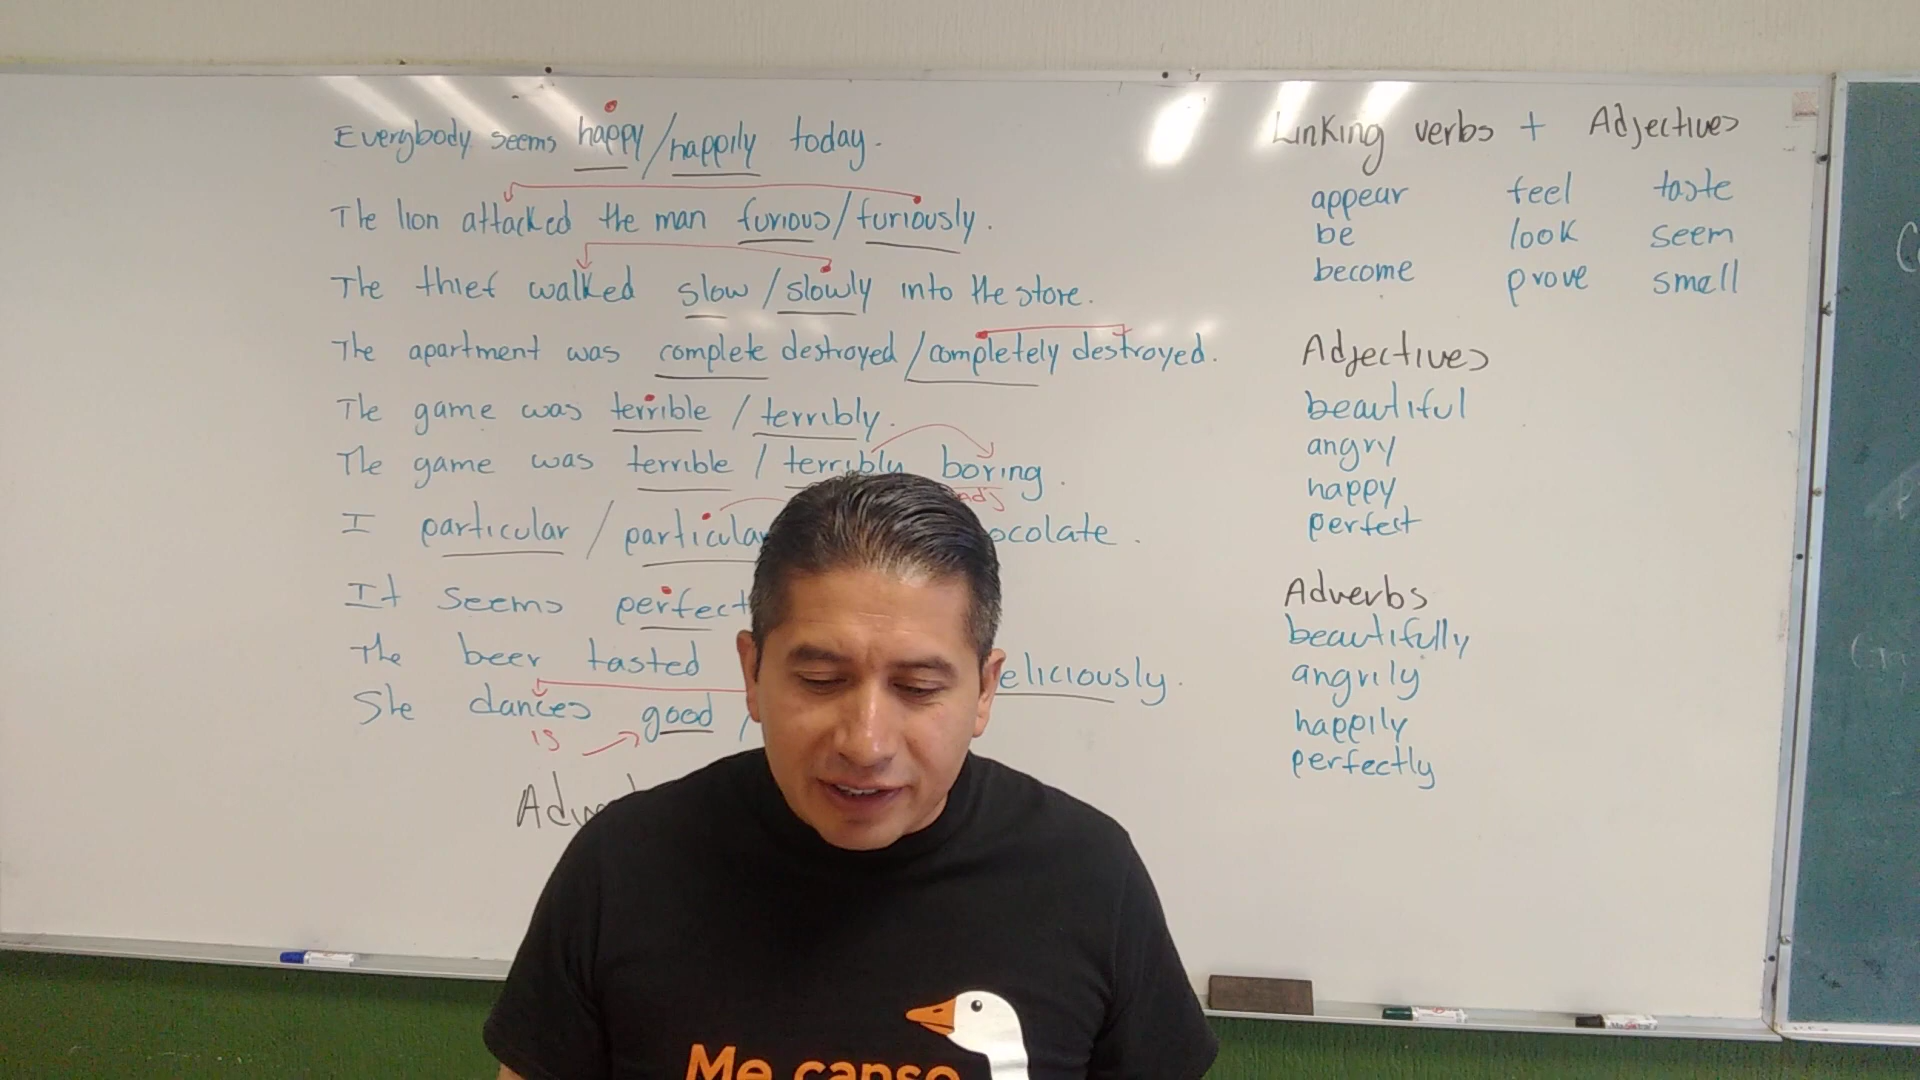 Everybody seems happy / happily today.
The lion attacked the man furious / furiously.
The thief walked slow / slowly into the store.
The apartment was complete destroyed / completely destroyed.
The game was terrible / terribly.
The game was terrible / terribly boring.
adj
I particular / particular ocolate.
It seems perfect
The beer tasted eliciously.
She dances good /
is
Linking verbs + Adjectives
appear feel taste
be look seem
become prove smell
Adjectives
beautiful
angry
happy
perfect
Adverbs
beautifully
angrily
happily
perfectly
Me canso